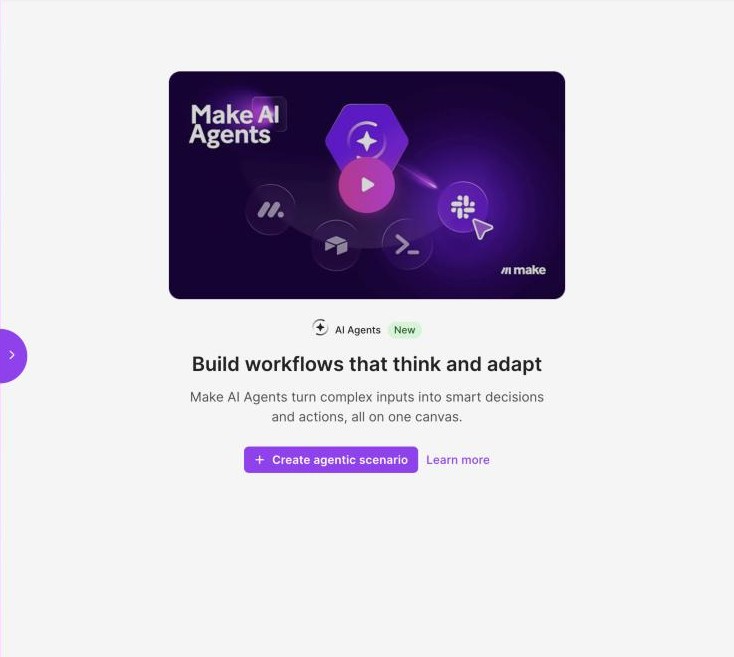 Make AI
Agents
make
AI Agents New
Build workflows that think and adapt
Make AI Agents turn complex inputs into smart decisions
and actions, all on one canvas.
+ Create agentic scenario Learn more